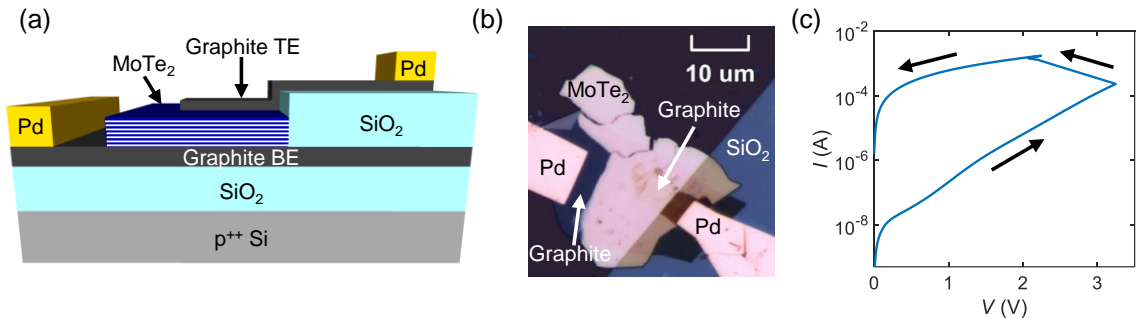 (a)
Graphite TE
MoTe₂
Pd
Pd
SiO₂
Graphite BE
SiO₂
p⁺⁺ Si
(b)
10 um
MoTe₂
Graphite
SiO₂
Pd
Pd
Graphite
(c)
10⁻²
10⁻⁴
10⁻⁶
10⁻⁸
I (A)
0
1
2
3
V (V)